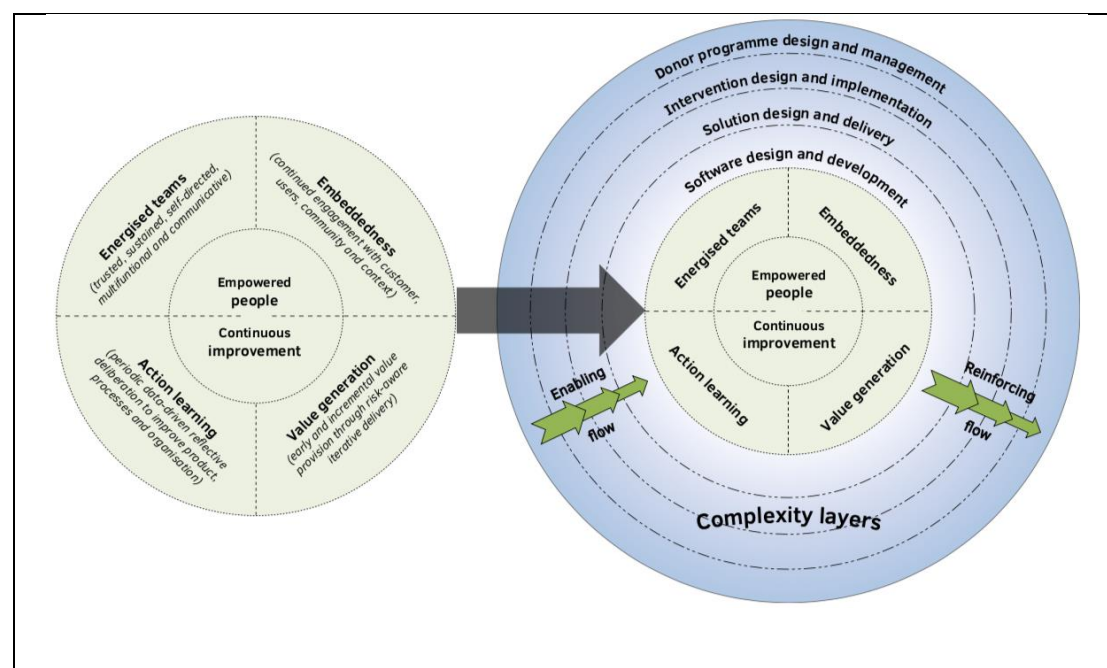 Energised teams
(trusted, sustained, self-directed,
multifuntional and communicative)
Embeddedness
(continued engagement with customer,
users, community and context)
Empowered
people
Continuous
improvement
Action learning
(periodic data-driven reflective
deliberation to improve product,
processes and organisation)
Value generation
(early and incremental value
provision through risk-aware
iterative delivery)
Donor programme design and management
Intervention design and implementation
Solution design and delivery
Software design and development
Energised teams
Embeddedness
Empowered
people
Continuous
improvement
Action learning
Value generation
Enabling
flow
Reinforcing
flow
Complexity layers